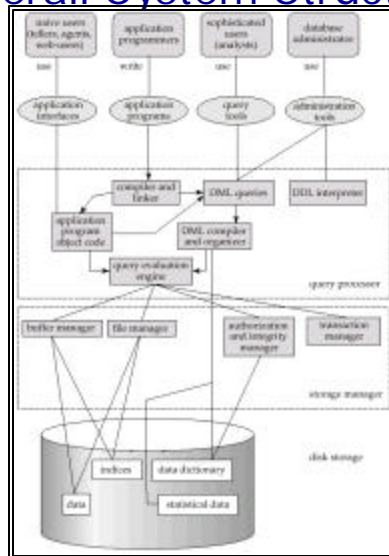 erall System Struct
naive users
(tellers, agents,
web-users)
application
programmers
sophisticated
users
(analysts)
database
administrator
use
write
use
use
application
interfaces
application
programs
query
tools
administration
tools
compiler and
linker
DML queries
DDL interpreter
application
program
object code
DML compiler
and organizer
query evaluation
engine
query processor
buffer manager
file manager
authorization
and integrity
manager
transaction
manager
storage manager
disk storage
indices
data dictionary
data
statistical data